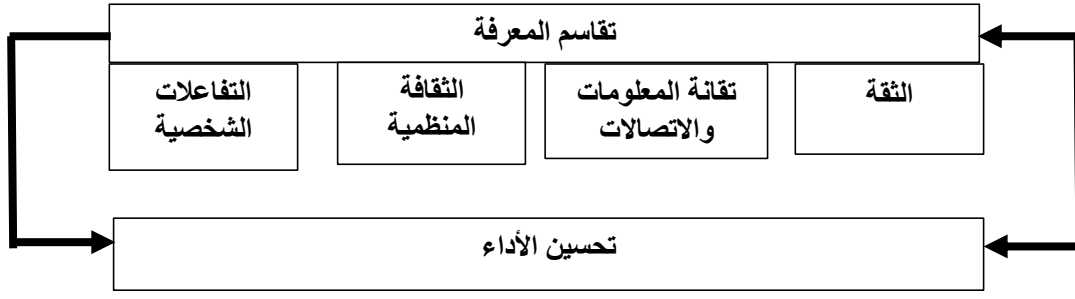 تقاسم المعرفة
الثقة
تقانة المعلومات
والاتصالات
الثقافة
المنظمية
التفاعلات
الشخصية
تحسين الأداء